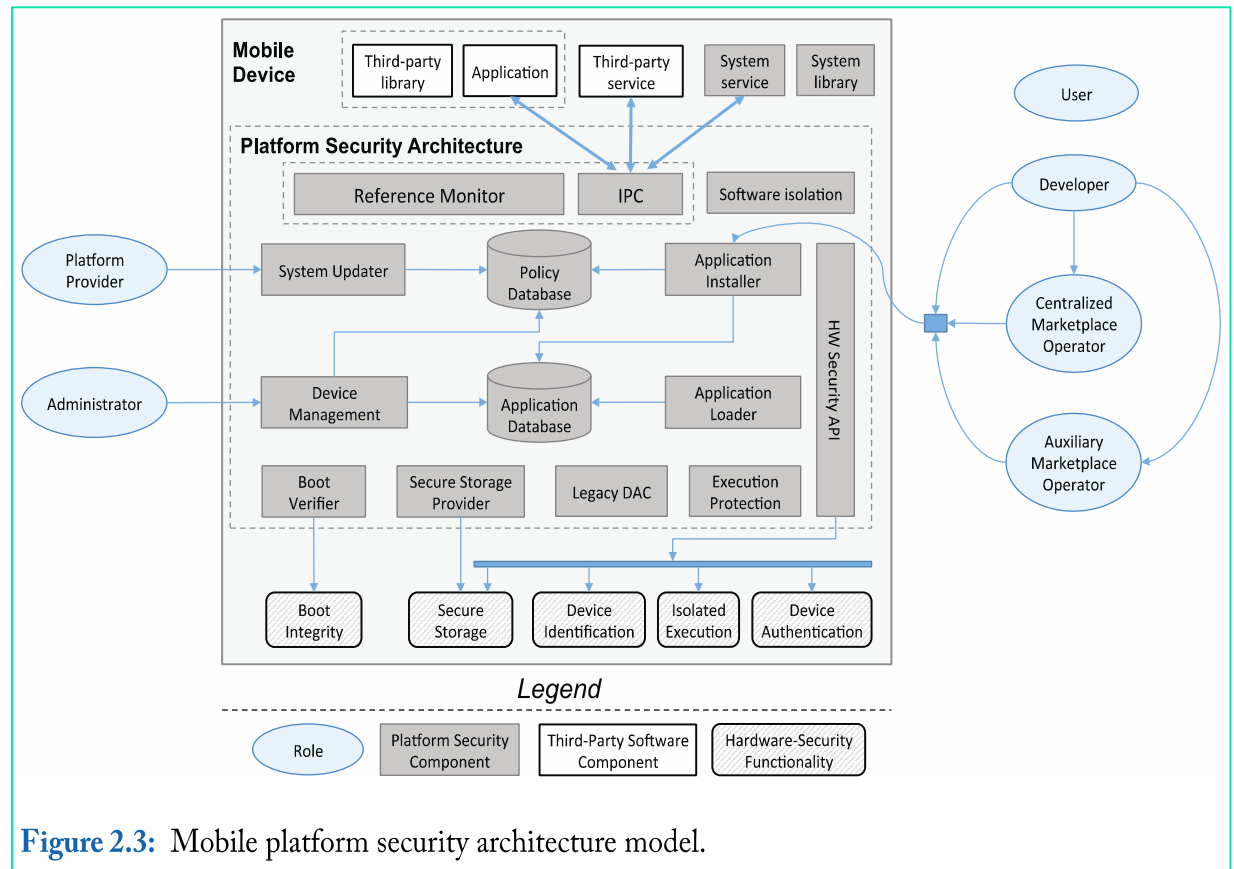 Mobile
Device
Third-party
library
Application
Third-party
service
System
service
System
library
User
Platform Security Architecture
Reference Monitor
IPC
Software isolation
Developer
Platform
Provider
System Updater
Policy
Database
Application
Installer
Centralized
Marketplace
Operator
HW Security API
Administrator
Device
Management
Application
Database
Application
Loader
Auxiliary
Marketplace
Operator
Boot
Verifier
Secure Storage
Provider
Legacy DAC
Execution
Protection
Boot
Integrity
Secure
Storage
Device
Identification
Isolated
Execution
Device
Authentication
Legend
Role
Platform Security
Component
Third-Party Software
Component
Hardware-Security
Functionality
Figure 2.3: Mobile platform security architecture model.